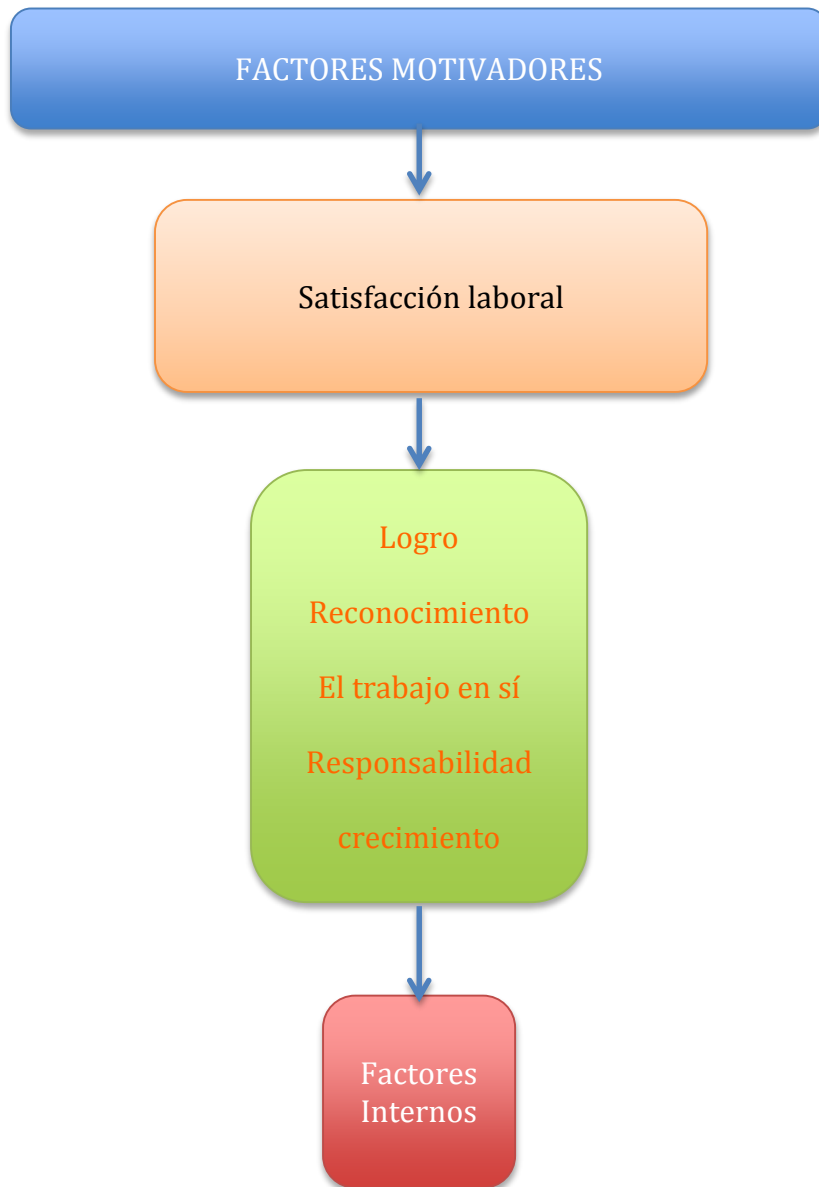 FACTORES MOTIVADORES
Satisfacción laboral
Logro
Reconocimiento
El trabajo en sí
Responsabilidad
crecimiento
Factores
Internos